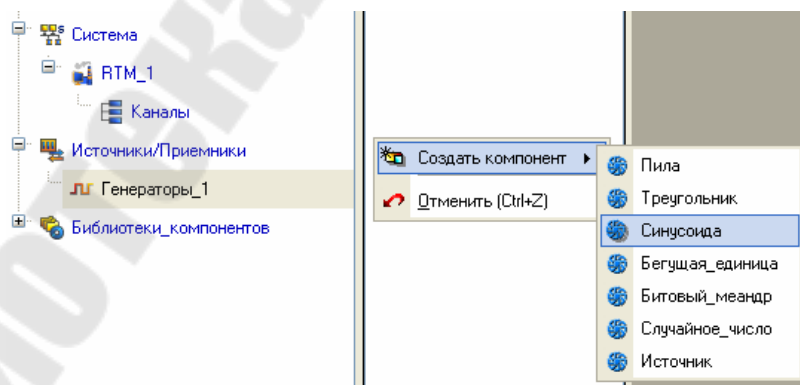 Система
RTM_1
Каналы
Источники/Приемники
Генераторы_1
Библиотеки_компонентов
Создать компонент
Отменить (Ctrl+Z)
Пила
Треугольник
Синусоида
Бегущая_единица
Битовый_меандр
Случайное_число
Источник